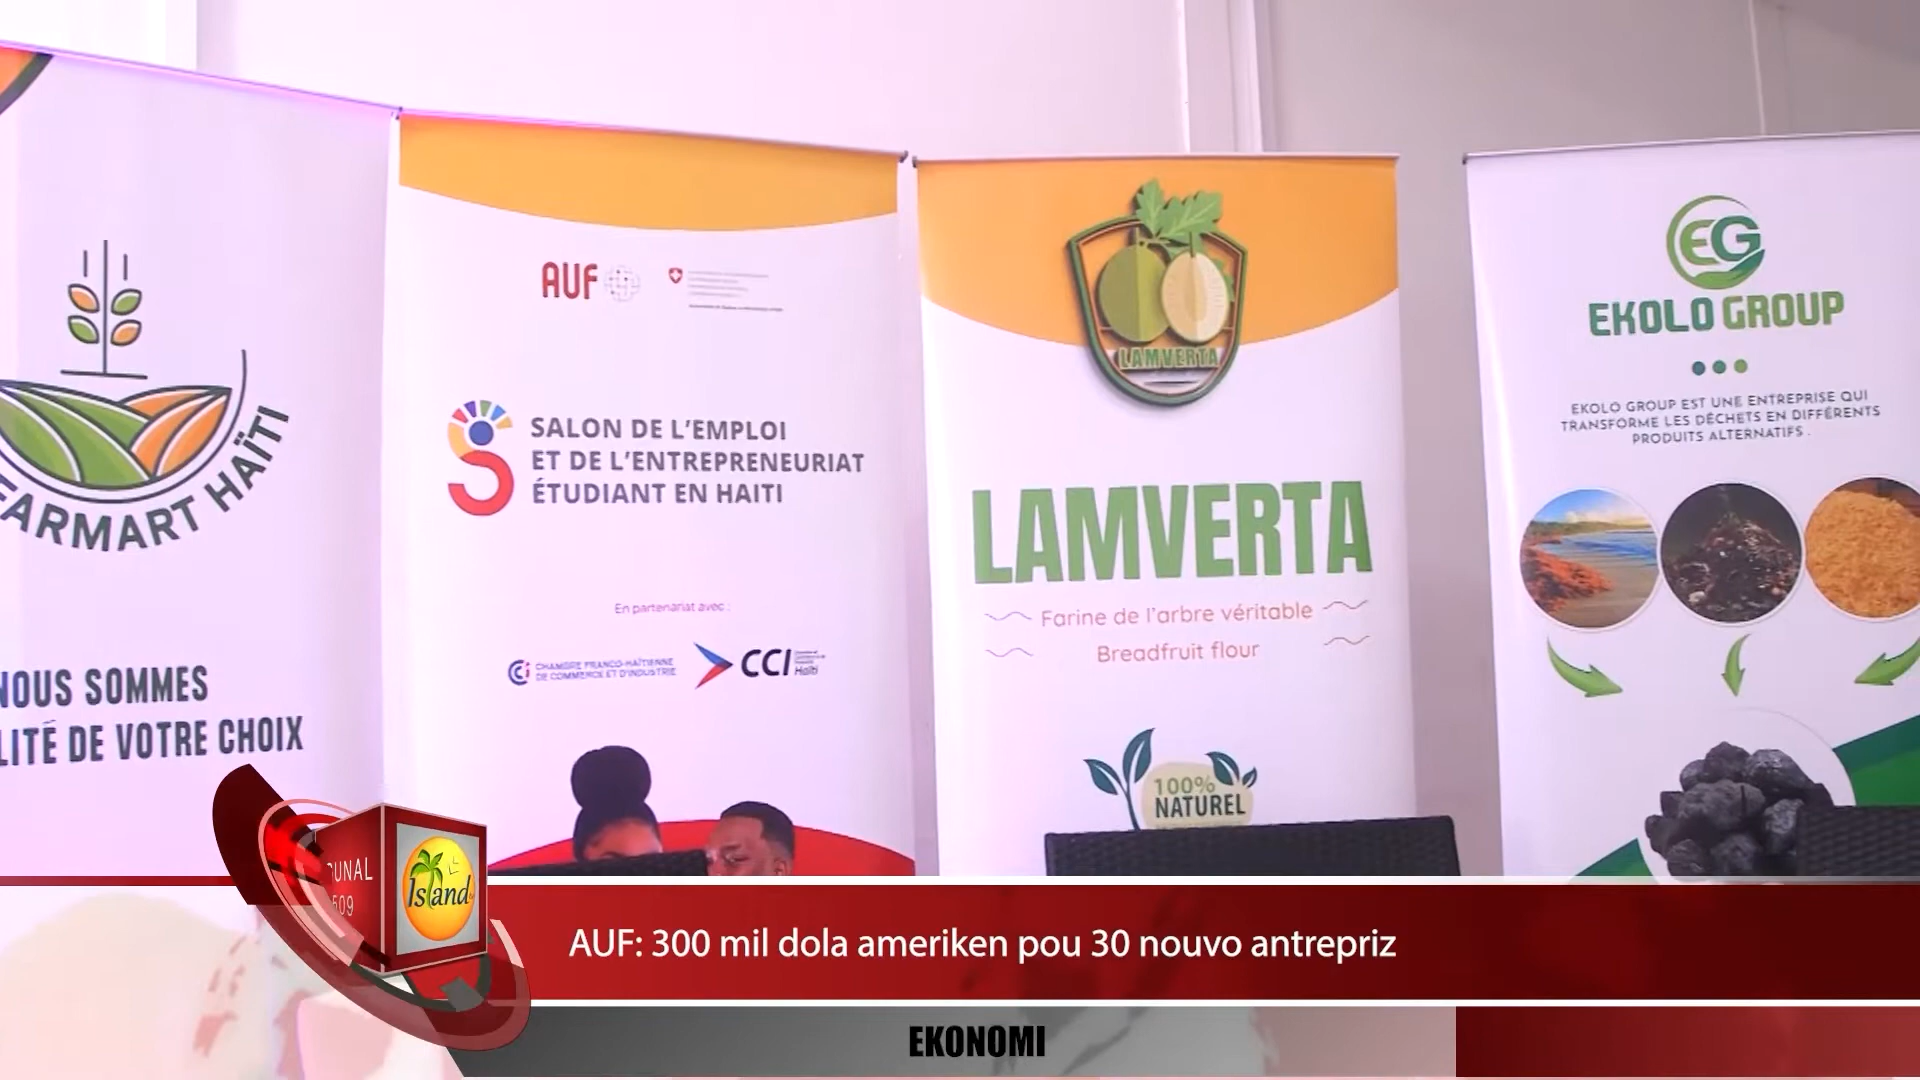 FARMART HAÏTI
NOUS SOMMES
LITÉ DE VOTRE CHOIX
AUF
SALON DE L'EMPLOI
ET DE L'ENTREPRENEURIAT
ÉTUDIANT EN HAITI
En partenariat avec :
CCI
CHAMBRE FRANCO-HAÏTIENNE
DE COMMERCE ET D'INDUSTRIE
CCI
Haïti
LAMVERTA
LAMVERTA
Farine de l'arbre véritable
Breadfruit flour
100%
NATUREL
EG
EKOLO GROUP
EKOLO GROUP EST UNE ENTREPRISE QUI
TRANSFORME LES DÉCHETS EN DIFFÉRENTS
PRODUITS ALTERNATIFS .
UNAL
509
Island
AUF: 300 mil dola ameriken pou 30 nouvo antrepriz
EKONOMI